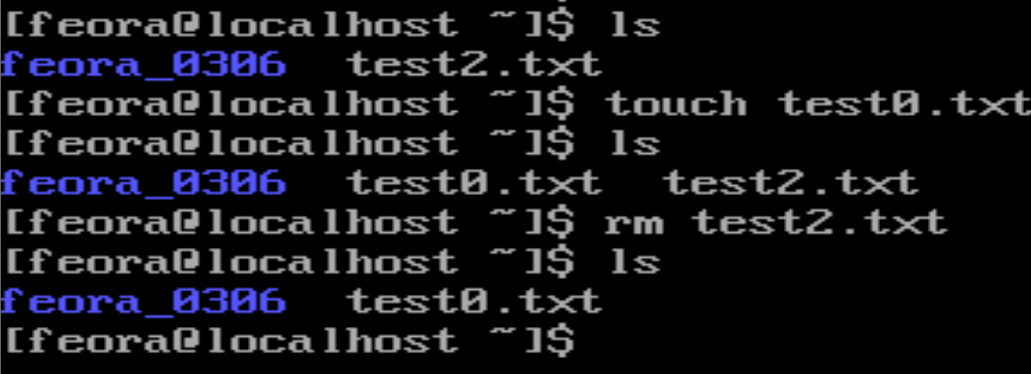 [feora@localhost ~]$ ls
feora_0306  test2.txt
[feora@localhost ~]$ touch test0.txt
[feora@localhost ~]$ ls
feora_0306  test0.txt  test2.txt
[feora@localhost ~]$ rm test2.txt
[feora@localhost ~]$ ls
feora_0306  test0.txt
[feora@localhost ~]$